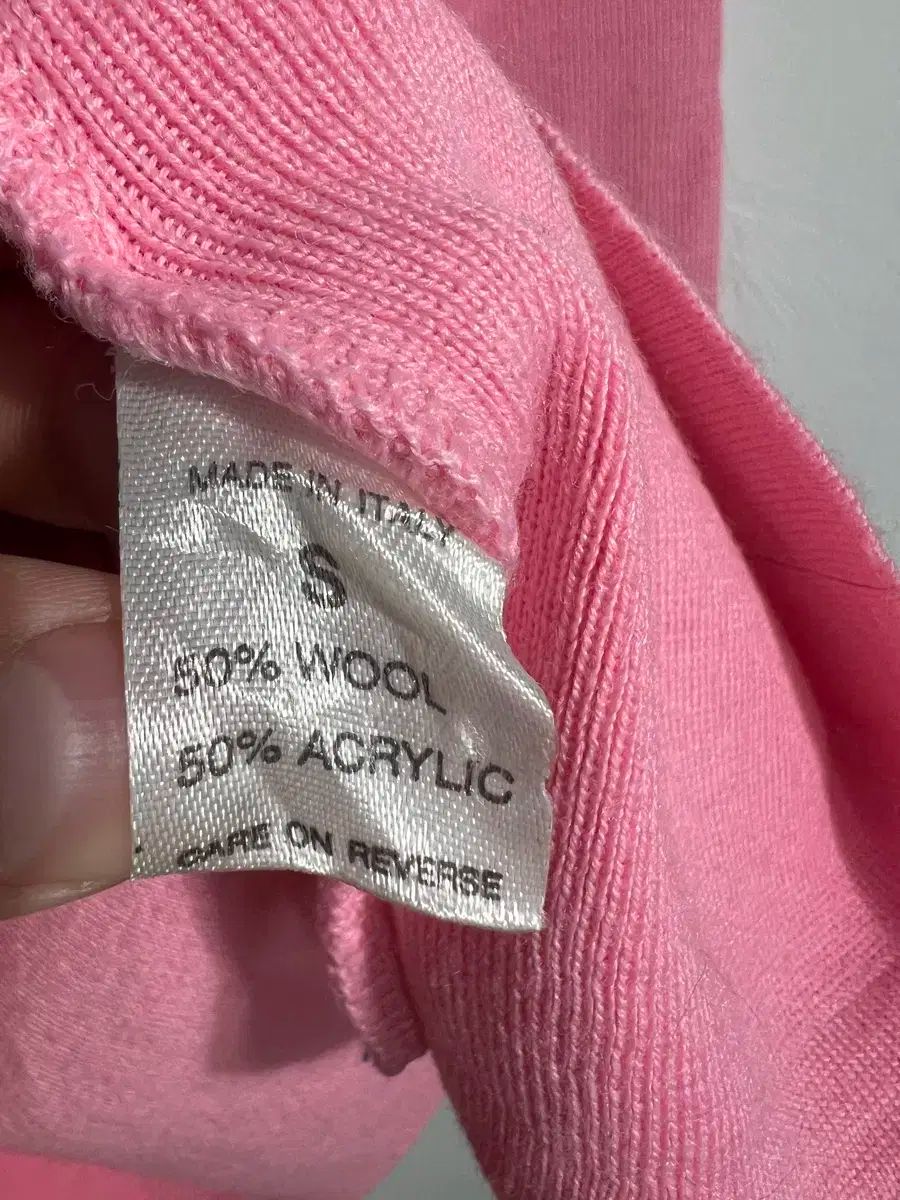 MADE IN ITALY
S
50% WOOL
50% ACRYLIC
CARE ON REVERSE